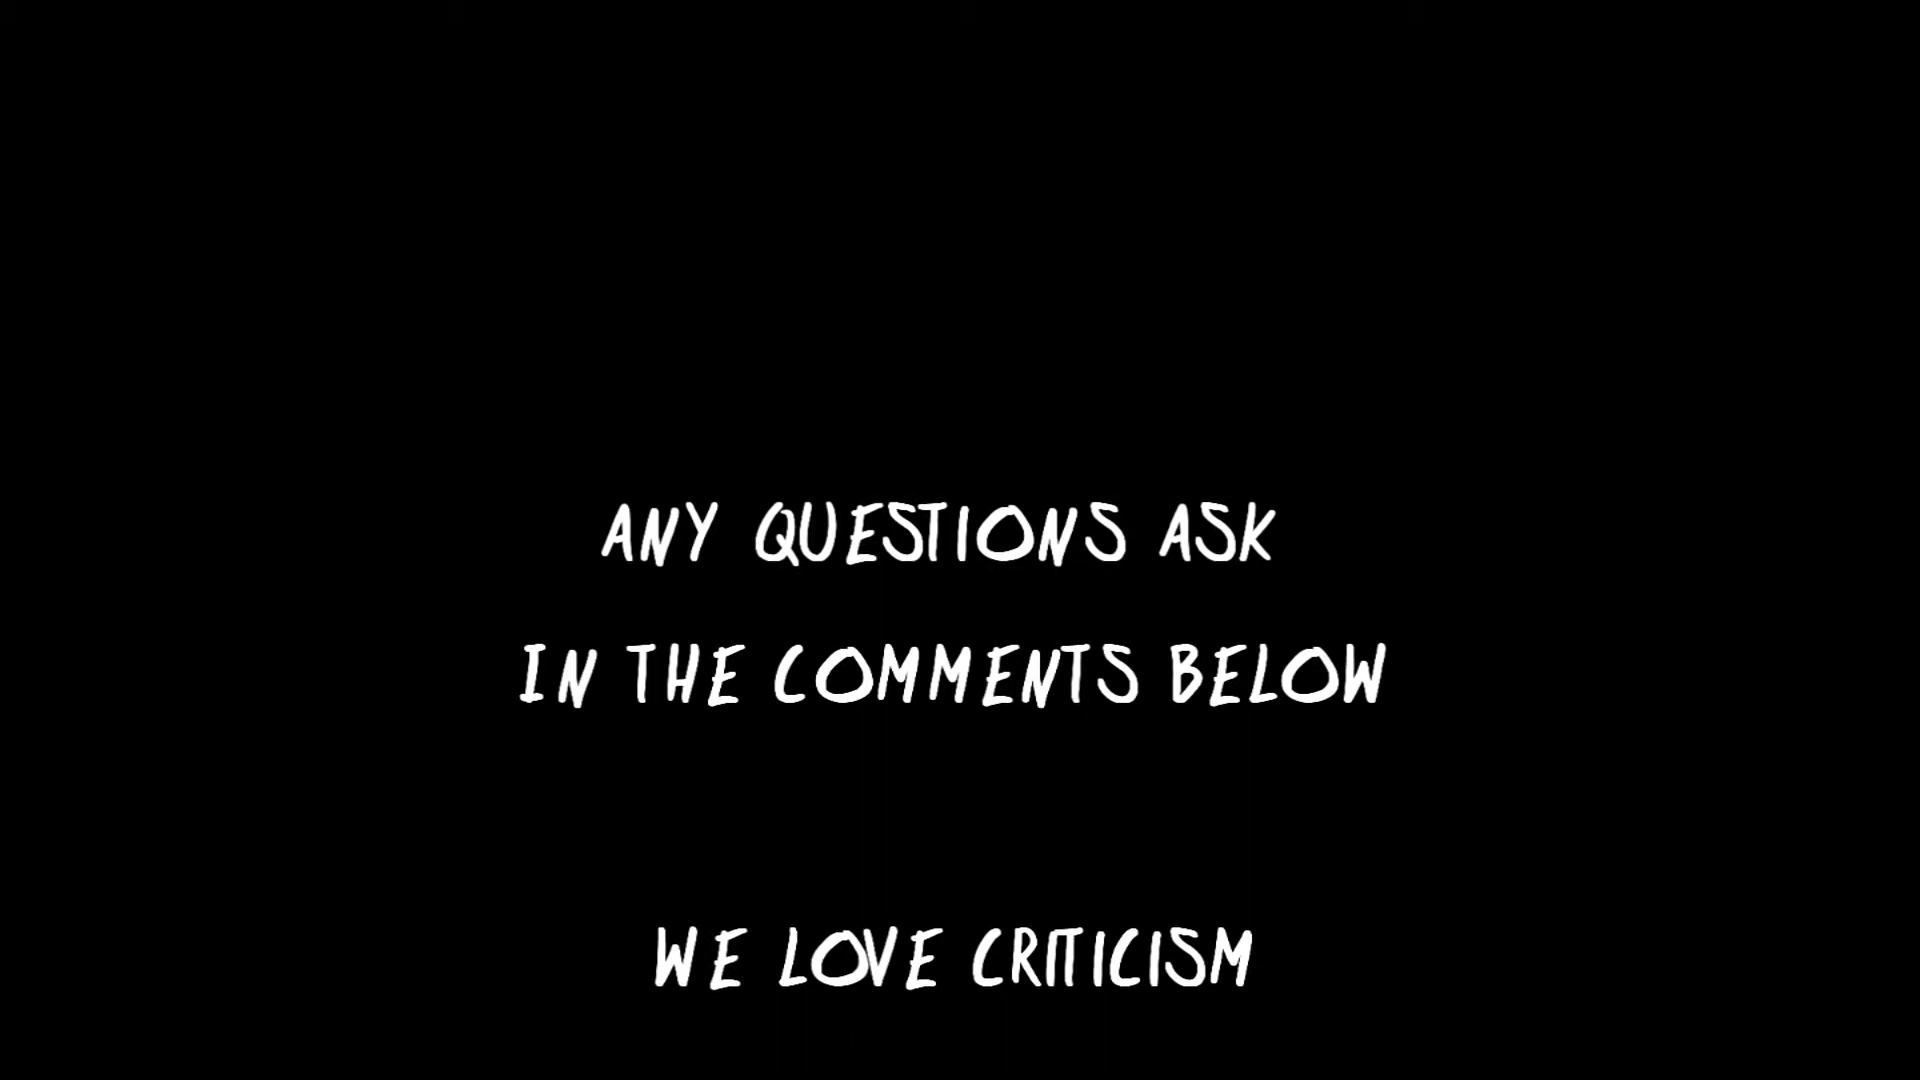 ANY QUESTIONS ASK
IN THE COMMENTS BELOW
WE LOVE CRITICISM